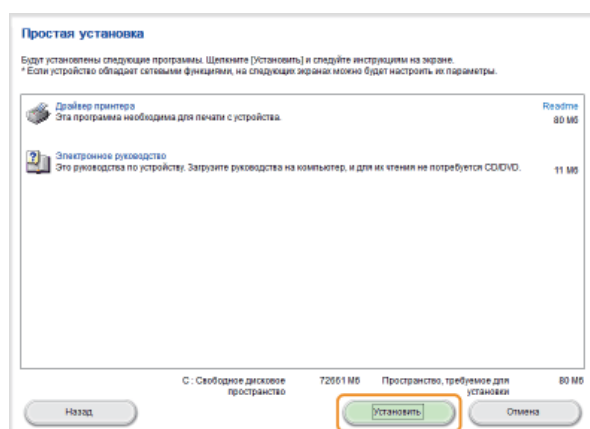 Простая установка
Будут установлены следующие программы. Щелкните [Установить] и следуйте инструкциям на экране.
* Если устройство обладает сетевыми функциями, на следующих экранах можно будет настроить их параметры.
Драйвер принтера
Readme
Эта программа необходима для печати с устройства.
80 Мб
Электронное руководство
Это руководства по устройству. Загрузите руководства на компьютер, и для их чтения не потребуется CD/DVD.
11 Мб
C : Свободное дисковое пространство
72661 Мб
Пространство, требуемое для установки
80 Мб
Назад
Установить
Отмена